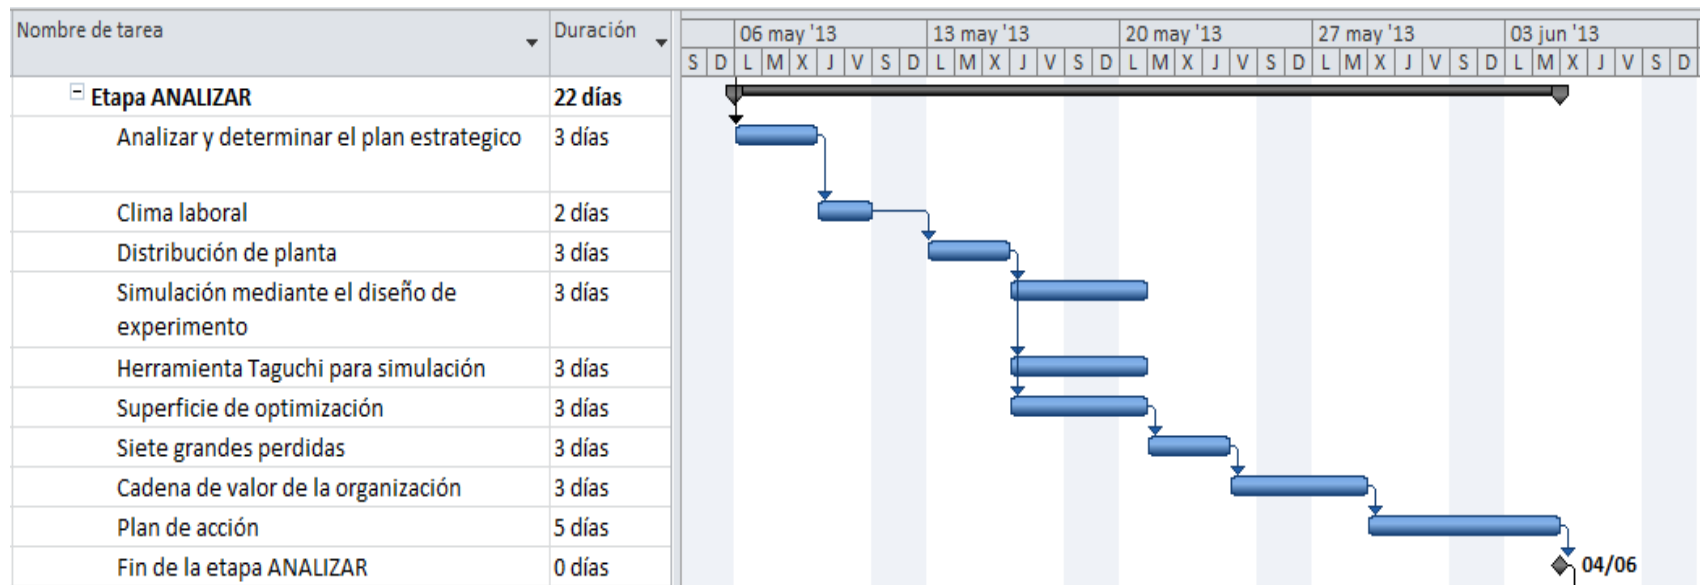 Nombre de tarea Duración 06 may '13 13 may '13 20 may '13 27 may '13 03 jun '13
S D L M X J V S D L M X J V S D L M X J V S D L M X J V S D L M X J V S D
Etapa ANALIZAR 22 días
Analizar y determinar el plan estrategico 3 días
Clima laboral 2 días
Distribución de planta 3 días
Simulación mediante el diseño de 3 días
experimento
Herramienta Taguchi para simulación 3 días
Superficie de optimización 3 días
Siete grandes perdidas 3 días
Cadena de valor de la organización 3 días
Plan de acción 5 días
Fin de la etapa ANALIZAR 0 días 04/06